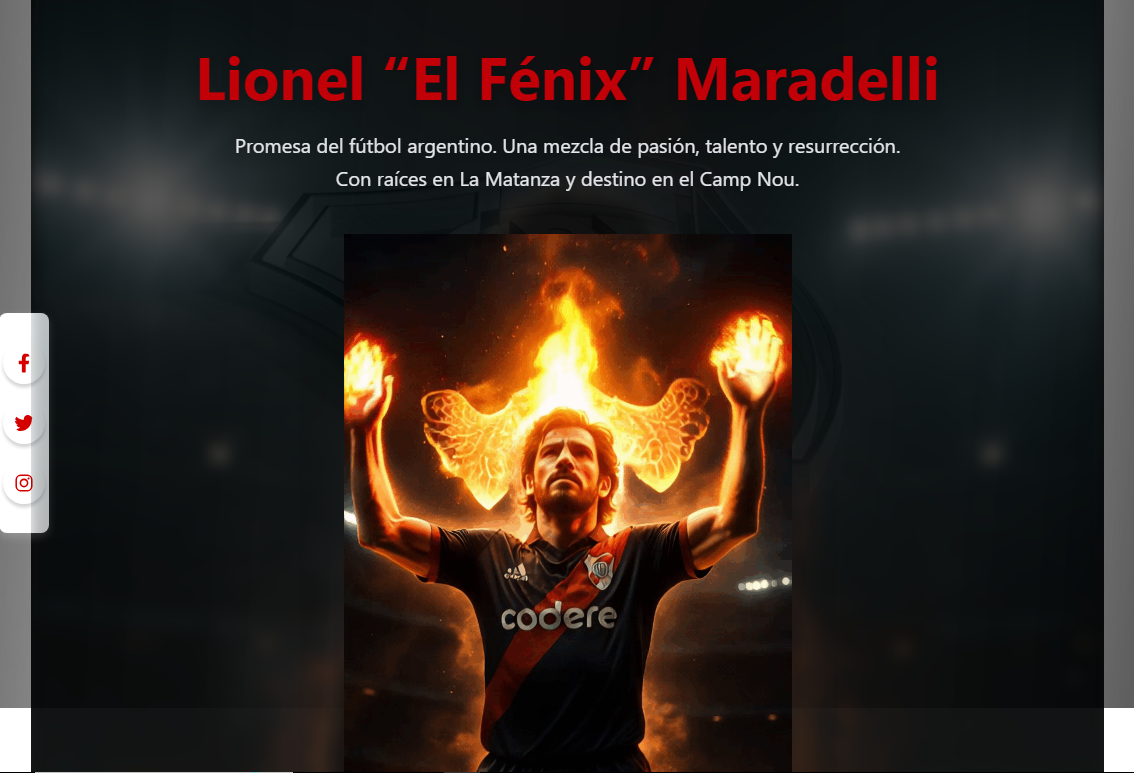 Lionel “El Fénix” Maradelli
Promesa del fútbol argentino. Una mezcla de pasión, talento y resurrección.
Con raíces en La Matanza y destino en el Camp Nou.
codere